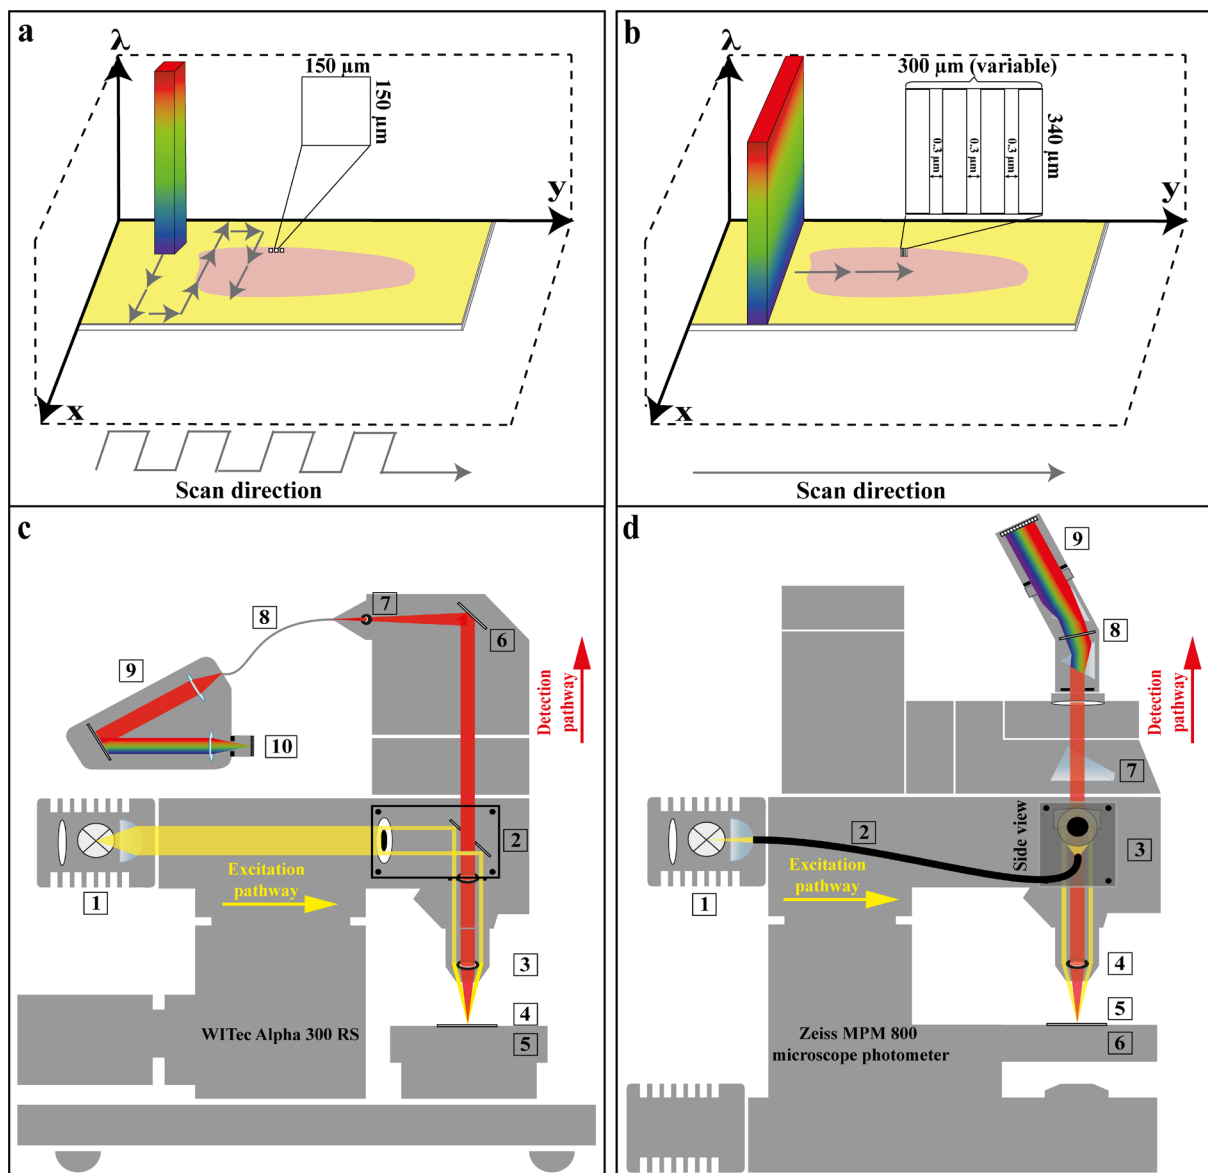 a
λ
150 µm
150 µm
y
x
Scan direction
b
λ
300 µm (variable)
340 µm
0.3 µm
0.3 µm
0.3 µm
y
x
Scan direction
c
7
8
6
9
10
Detection
pathway
2
Excitation
pathway
1
3
4
WITec Alpha 300 RS
5
d
9
8
Detection
pathway
7
Side view
2
3
Excitation
pathway
1
4
5
Zeiss MPM 800
microscope photometer
6